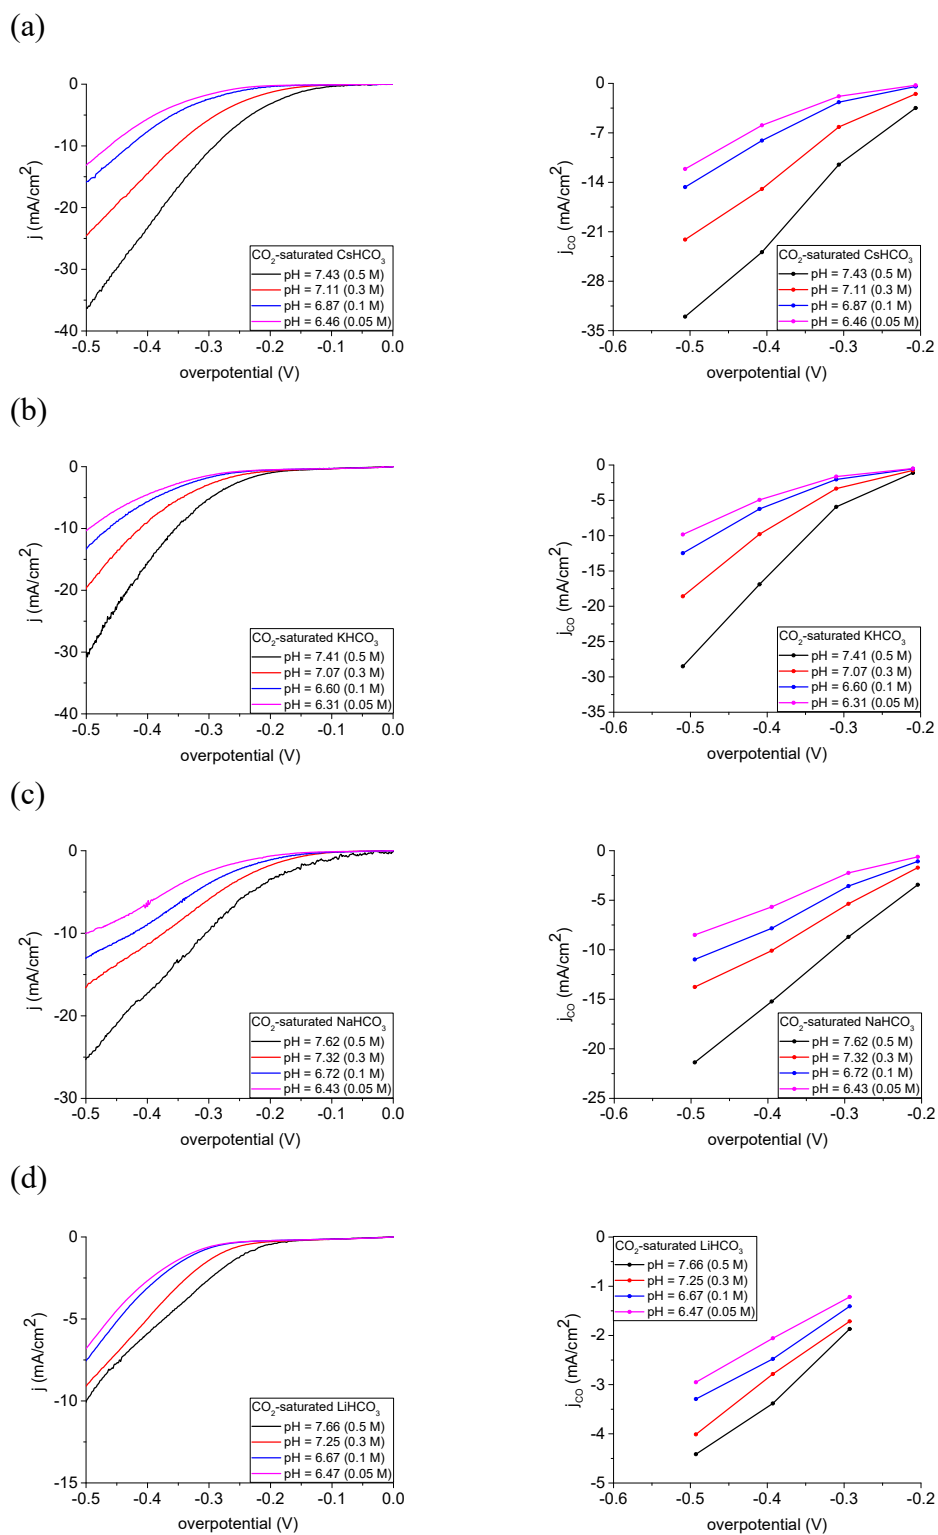 (a)
0
-10
-20
-30
-40
j (mA/cm2)
-0.5 -0.4 -0.3 -0.2 -0.1 0.0
overpotential (V)
CO2-saturated CsHCO3
pH = 7.43 (0.5 M)
pH = 7.11 (0.3 M)
pH = 6.87 (0.1 M)
pH = 6.46 (0.05 M)
0
-7
-14
-21
-28
-35
jCO (mA/cm2)
-0.6 -0.5 -0.4 -0.3 -0.2
overpotential (V)
CO2-saturated CsHCO3
pH = 7.43 (0.5 M)
pH = 7.11 (0.3 M)
pH = 6.87 (0.1 M)
pH = 6.46 (0.05 M)
(b)
0
-10
-20
-30
-40
j (mA/cm2)
-0.5 -0.4 -0.3 -0.2 -0.1 0.0
overpotential (V)
CO2-saturated KHCO3
pH = 7.41 (0.5 M)
pH = 7.07 (0.3 M)
pH = 6.60 (0.1 M)
pH = 6.31 (0.05 M)
0
-5
-10
-15
-20
-25
-30
-35
jCO (mA/cm2)
-0.6 -0.5 -0.4 -0.3 -0.2
overpotential (V)
CO2-saturated KHCO3
pH = 7.41 (0.5 M)
pH = 7.07 (0.3 M)
pH = 6.60 (0.1 M)
pH = 6.31 (0.05 M)
(c)
0
-10
-20
-30
j (mA/cm2)
-0.5 -0.4 -0.3 -0.2 -0.1 0.0
overpotential (V)
CO2-saturated NaHCO3
pH = 7.62 (0.5 M)
pH = 7.32 (0.3 M)
pH = 6.72 (0.1 M)
pH = 6.43 (0.05 M)
0
-5
-10
-15
-20
-25
jCO (mA/cm2)
-0.6 -0.5 -0.4 -0.3 -0.2
overpotential (V)
CO2-saturated NaHCO3
pH = 7.62 (0.5 M)
pH = 7.32 (0.3 M)
pH = 6.72 (0.1 M)
pH = 6.43 (0.05 M)
(d)
0
-5
-10
-15
j (mA/cm2)
-0.5 -0.4 -0.3 -0.2 -0.1 0.0
overpotential (V)
CO2-saturated LiHCO3
pH = 7.66 (0.5 M)
pH = 7.25 (0.3 M)
pH = 6.67 (0.1 M)
pH = 6.47 (0.05 M)
0
-1
-2
-3
-4
-5
jCO (mA/cm2)
-0.6 -0.5 -0.4 -0.3 -0.2
overpotential (V)
CO2-saturated LiHCO3
pH = 7.66 (0.5 M)
pH = 7.25 (0.3 M)
pH = 6.67 (0.1 M)
pH = 6.47 (0.05 M)